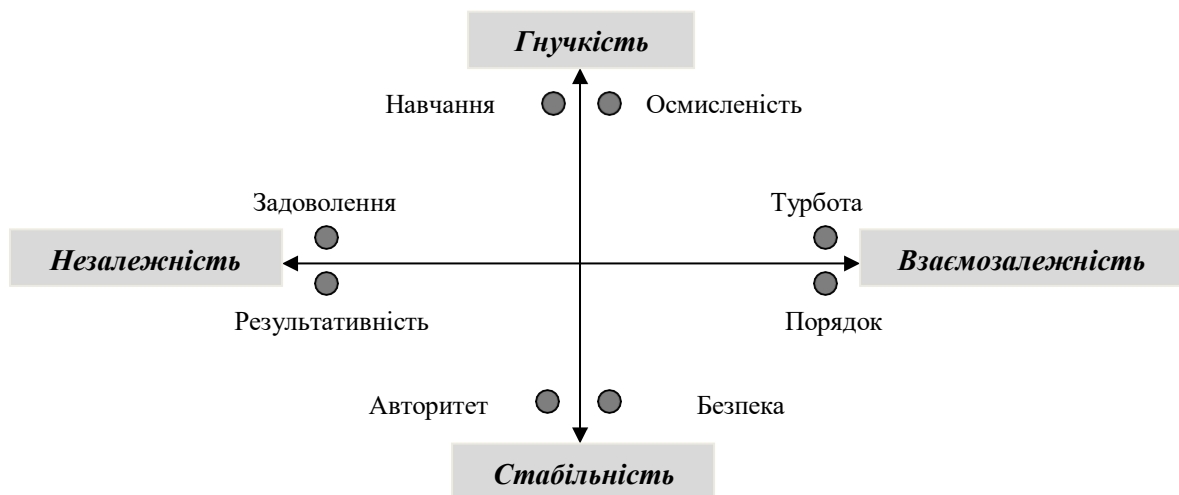 Гнучкість
Навчання Осмисленість
Задоволення Турбота
Незалежність Взаємозалежність
Результативність Порядок
Авторитет Безпека
Стабільність